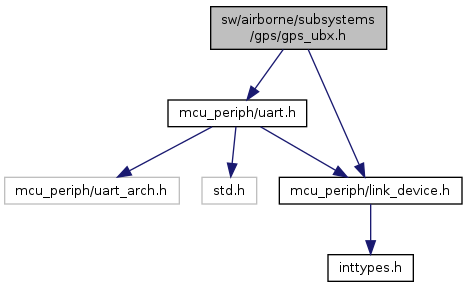 sw/airborne/subsystems
/gps/gps_ubx.h
mcu_periph/uart.h
mcu_periph/uart_arch.h
std.h
mcu_periph/link_device.h
inttypes.h